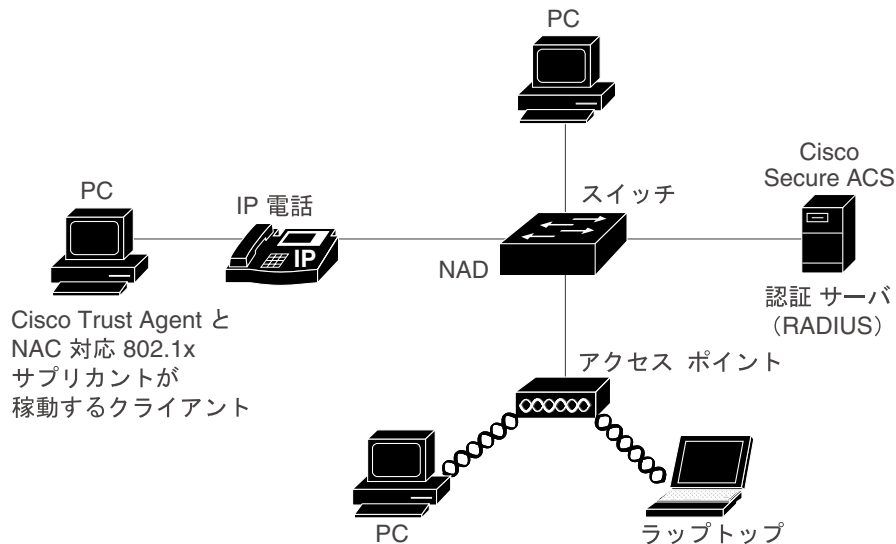 PC
Cisco
Secure ACS
スイッチ
PC
IP 電話
IP
NAD
認証 サーバ
（RADIUS）
Cisco Trust Agent と
NAC 対応 802.1x
サプリカントが
稼動するクライアント
アクセス ポイント
PC
ラップトップ